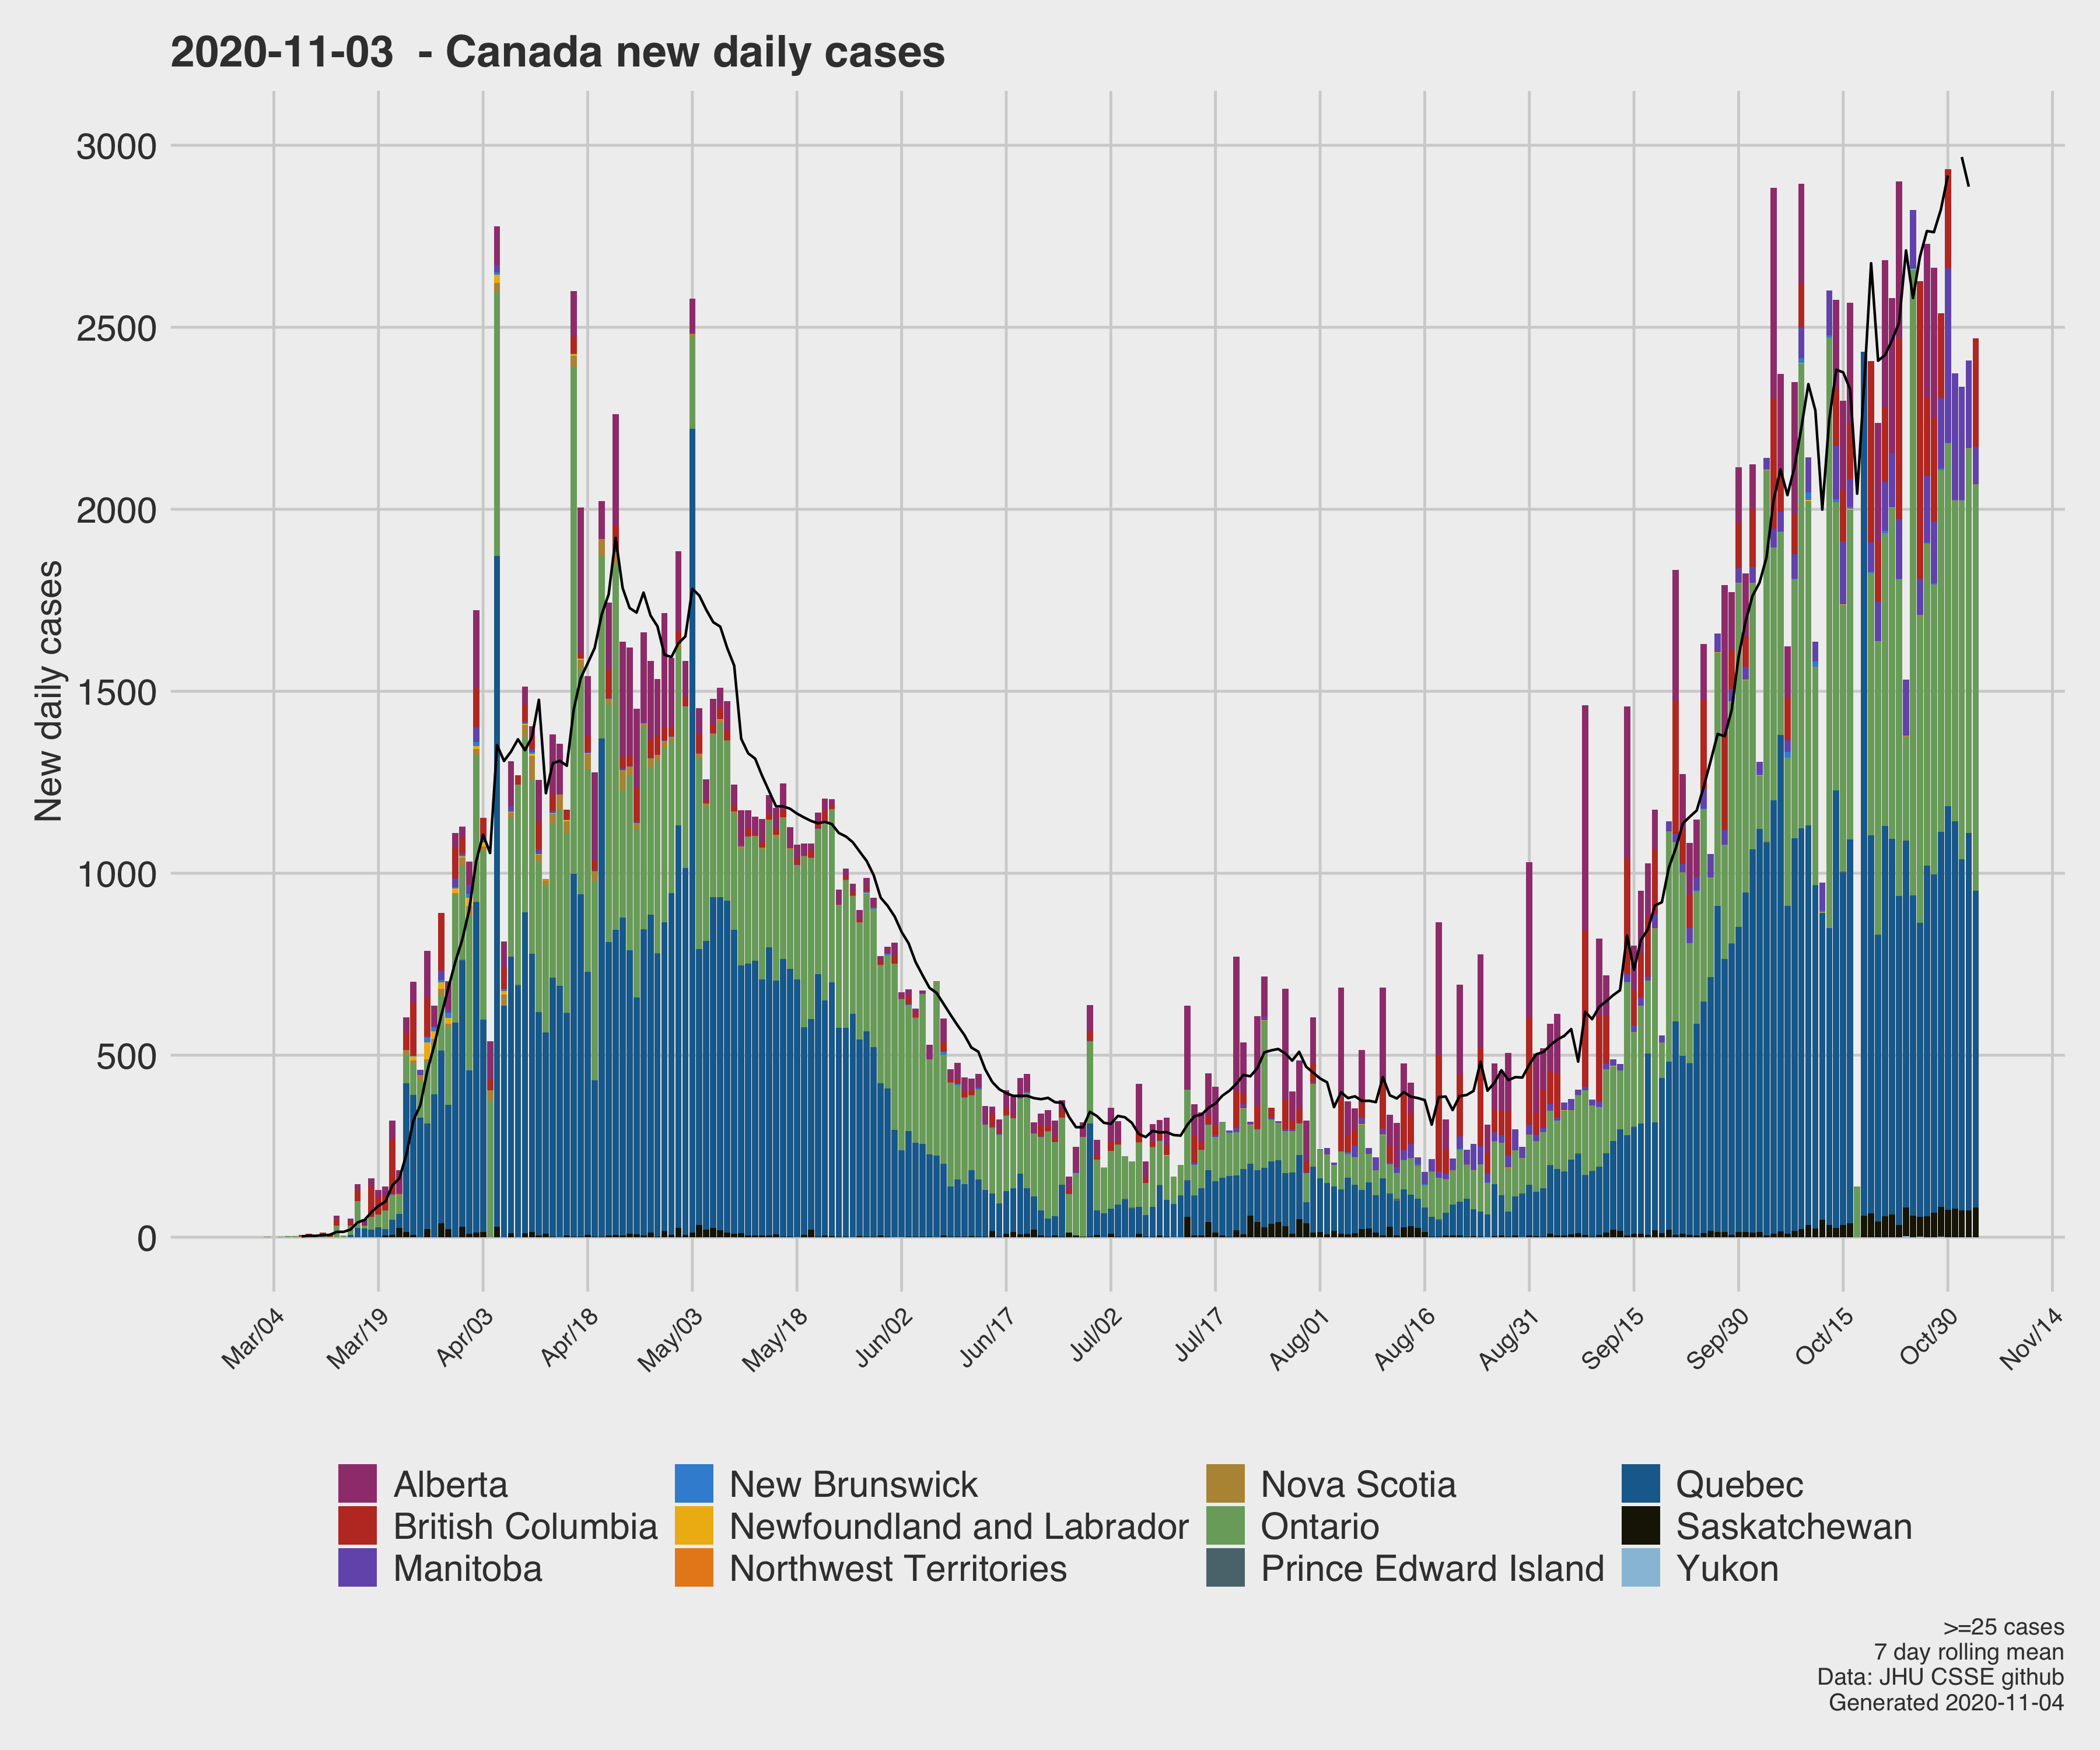 2020-11-03 - Canada new daily cases
New daily cases
3000
2500
2000
1500
1000
500
0
Mar/04
Mar/19
Apr/03
Apr/18
May/03
May/18
Jun/02
Jun/17
Jul/02
Jul/17
Aug/01
Aug/16
Aug/31
Sep/15
Sep/30
Oct/15
Oct/30
Nov/14
Alberta
British Columbia
Manitoba
New Brunswick
Newfoundland and Labrador
Northwest Territories
Nova Scotia
Ontario
Prince Edward Island
Quebec
Saskatchewan
Yukon
>=25 cases
7 day rolling mean
Data: JHU CSSE github
Generated 2020-11-04